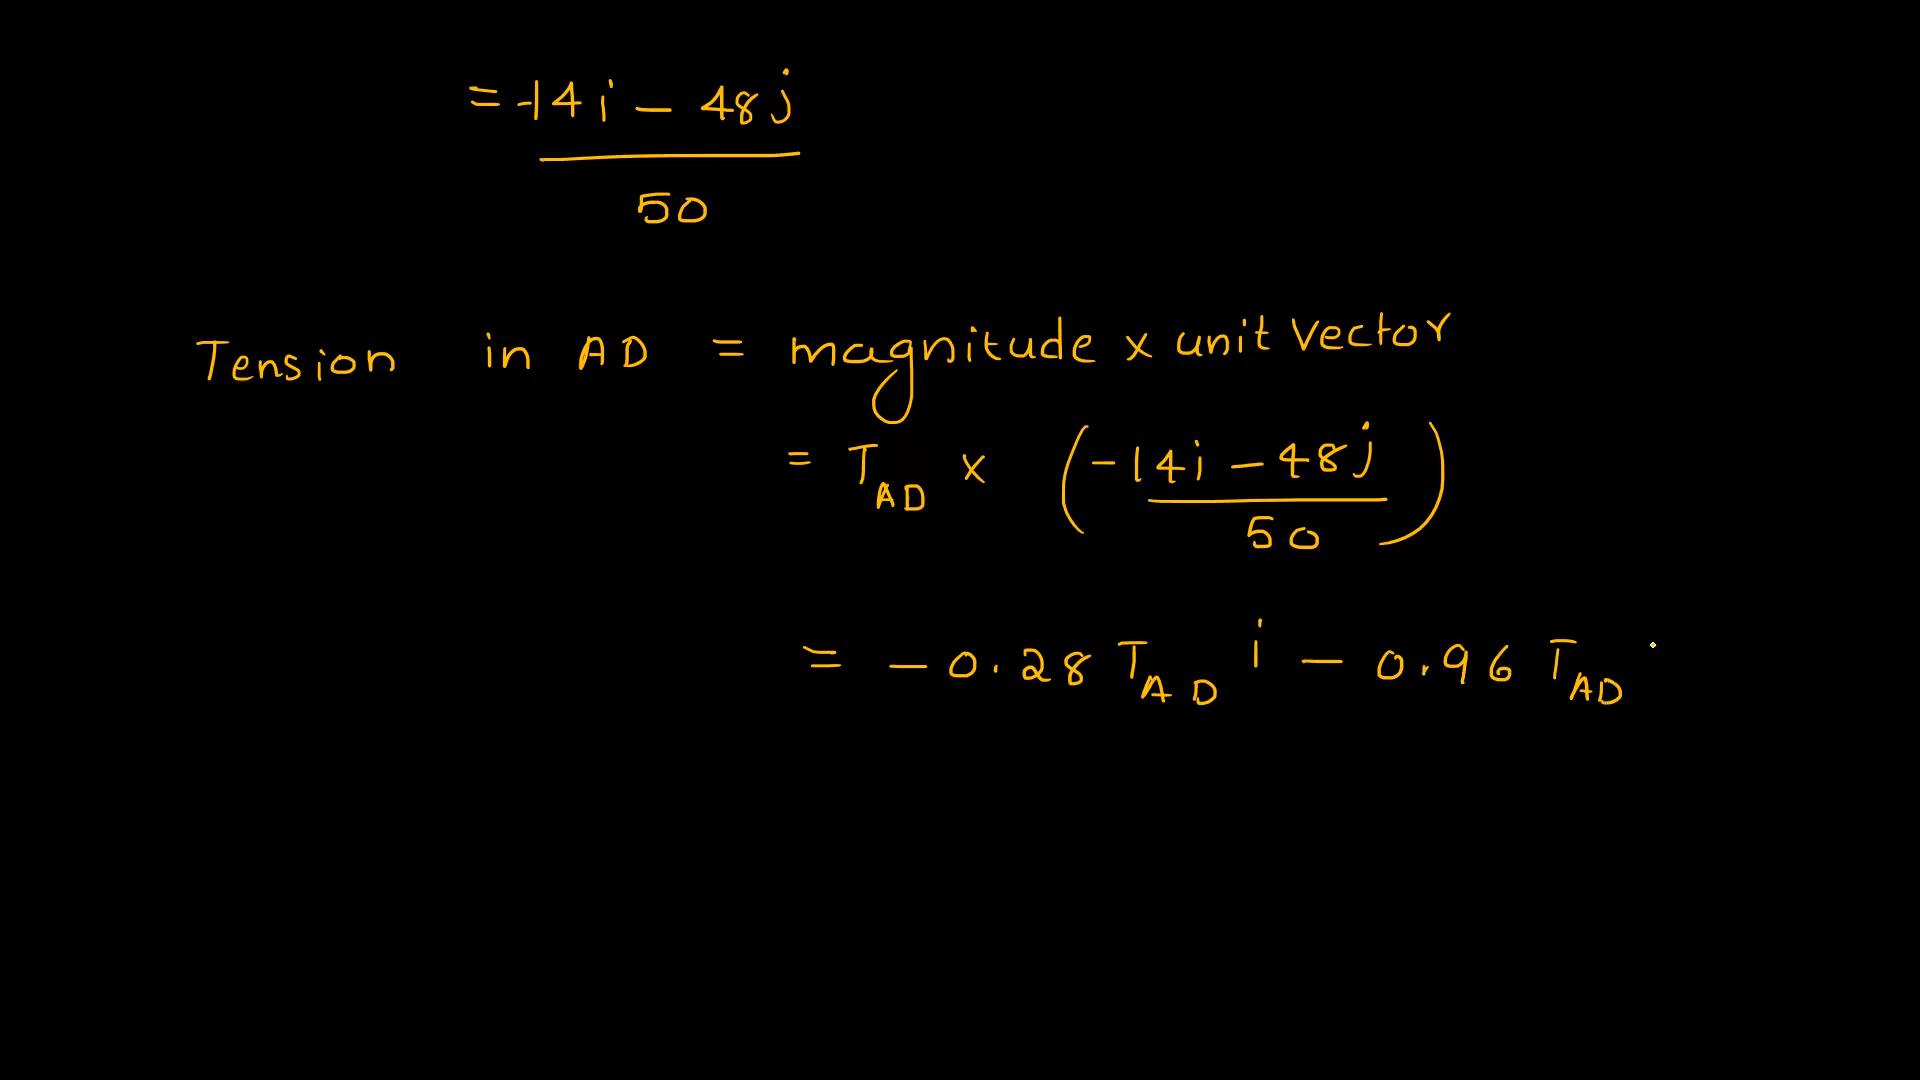 = -14i - 48j
50
Tension in AD = magnitude x unit vector
= T_AD x (-14i - 48j
50)
= -0.28 T_AD i - 0.96 T_AD